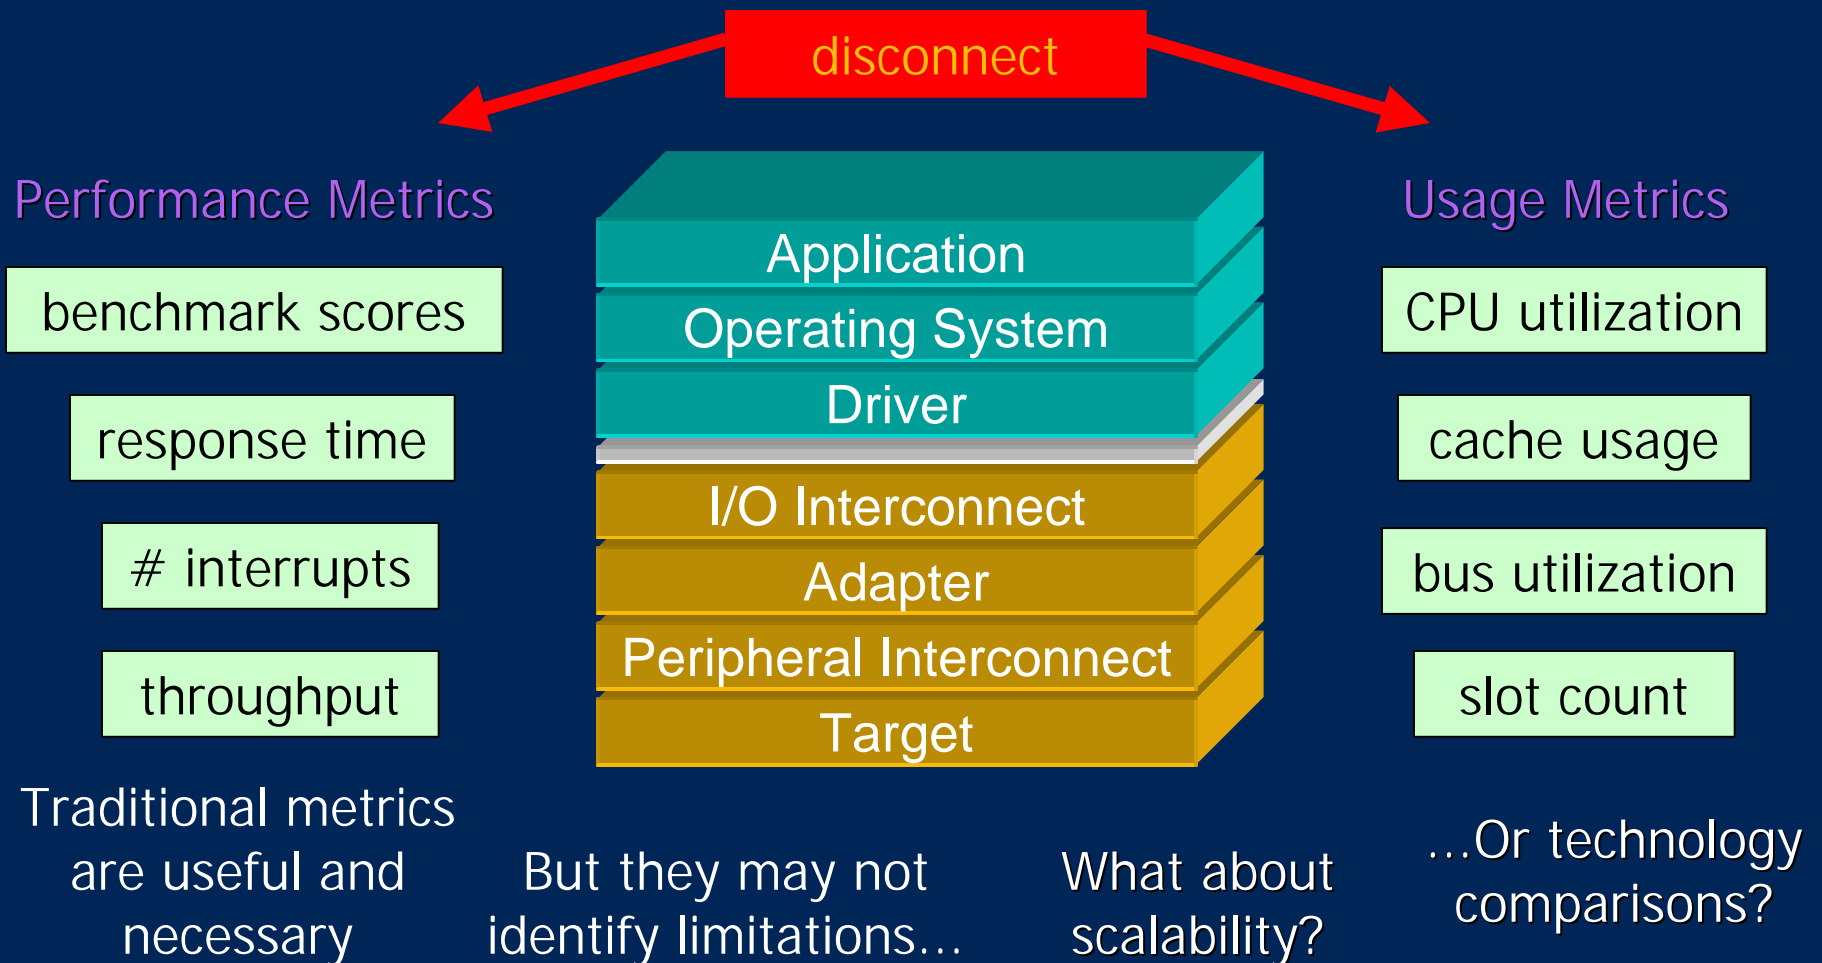 disconnect
Performance Metrics
benchmark scores
response time
# interrupts
throughput
Application
Operating System
Driver
I/O Interconnect
Adapter
Peripheral Interconnect
Target
Usage Metrics
CPU utilization
cache usage
bus utilization
slot count
Traditional metrics
are useful and
necessary
But they may not
identify limitations…
What about
scalability?
…Or technology
comparisons?